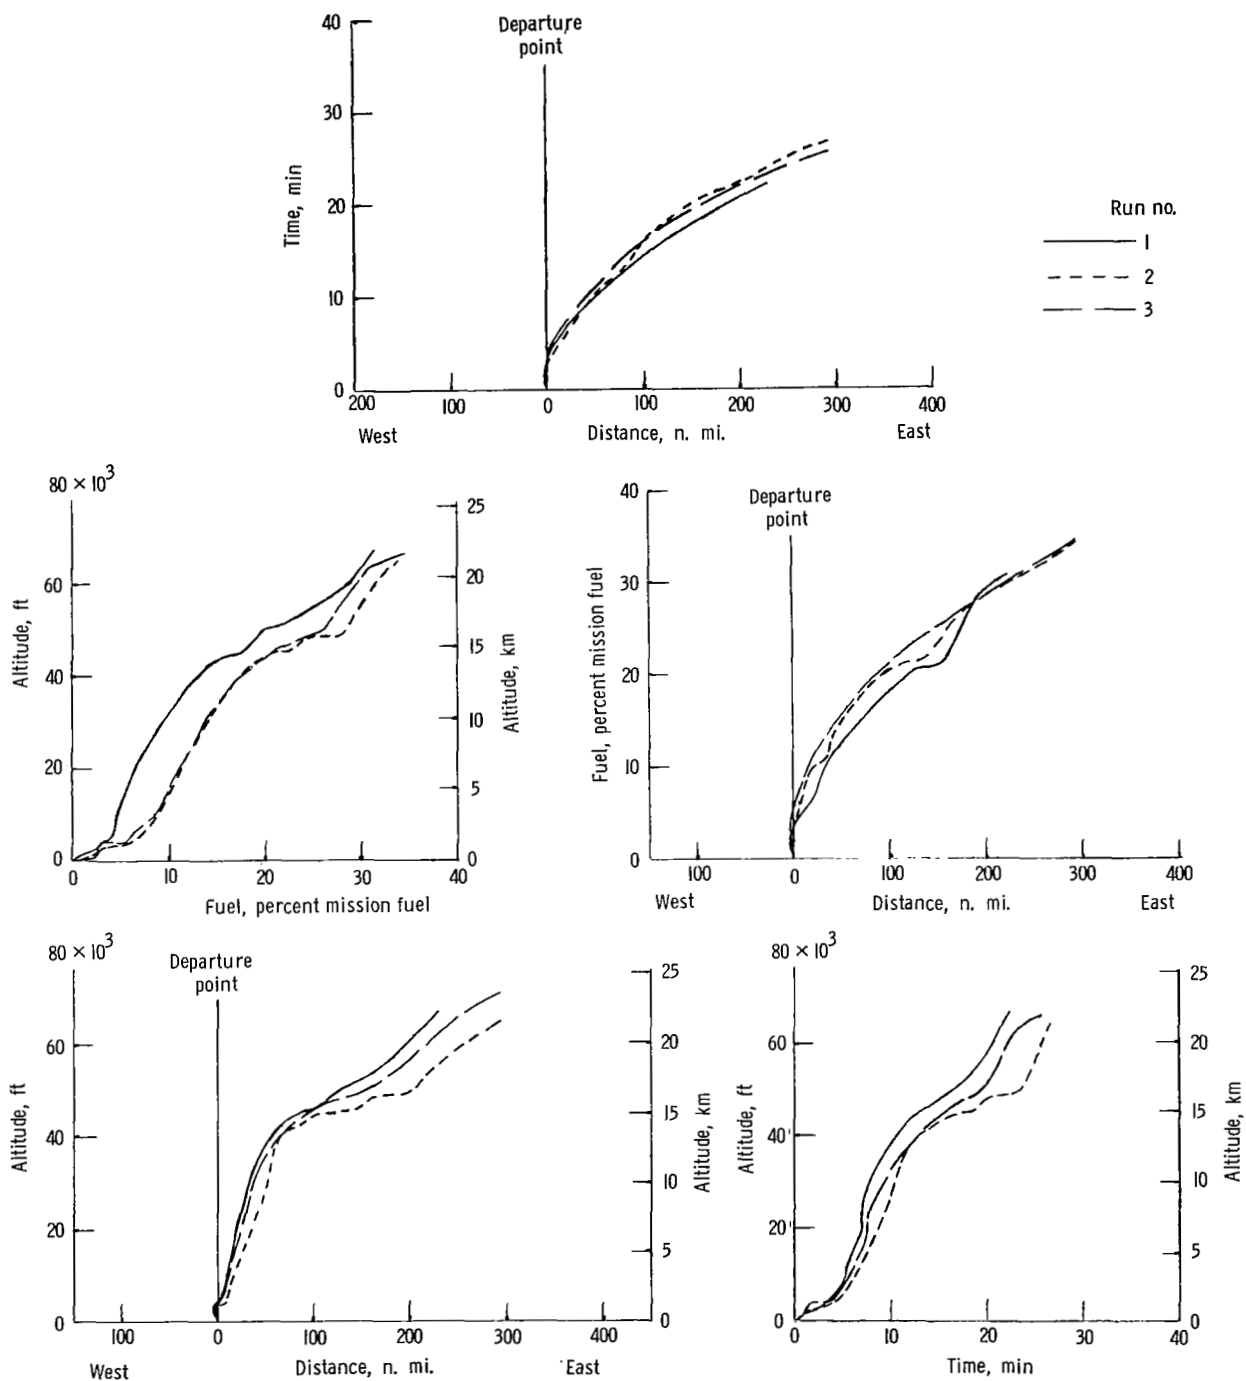 Departure
point
40
30
20
10
0
Time, min
200
100
0
100
200
300
400
West
Distance, n. mi.
East
Run no.
1
2
3
80 × 10³
60
40
20
0
Altitude, ft
25
20
15
10
5
0
Altitude, km
0
10
20
30
40
Fuel, percent mission fuel
Departure
point
40
30
20
10
0
Fuel, percent mission fuel
100
0
100
200
300
400
West
Distance, n. mi.
East
80 × 10³
Departure
point
60
40
20
0
Altitude, ft
25
20
15
10
5
0
Altitude, km
100
0
100
200
300
400
West
Distance, n. mi.
East
80 × 10³
60
40
20
0
Altitude, ft
25
20
15
10
5
0
Altitude, km
0
10
20
30
40
Time, min